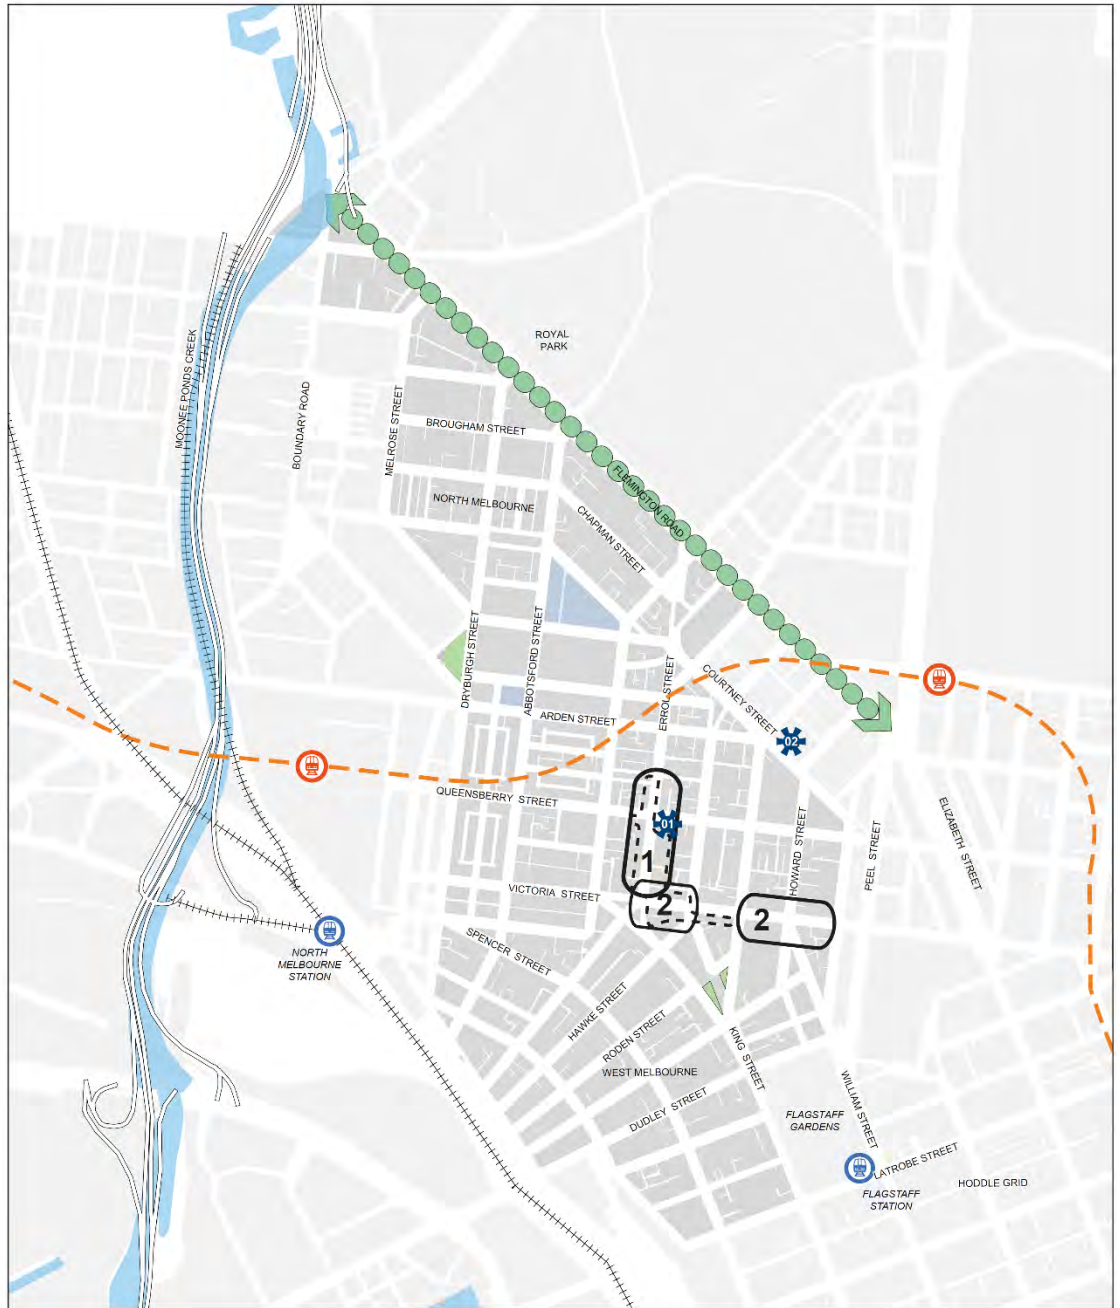 ROYAL
PARK
MOONEE PONDS CREEK
BOUNDARY ROAD
MELROSE STREET
BROUGHAM STREET
FLEMINGTON ROAD
NORTH MELBOURNE
CHAPMAN STREET
DRYBURGH STREET
ABBOTSFORD STREET
ERROL STREET
COURTNEY STREET
ARDEN STREET
02
QUEENSBERRY STREET
01
HOWARD STREET
PEEL STREET
ELIZABETH STREET
1
VICTORIA STREET
2
2
SPENCER STREET
NORTH
MELBOURNE
STATION
HAWKE STREET
RODEN STREET
KING STREET
WEST MELBOURNE
DUDLEY STREET
WILLIAM STREET
FLAGSTAFF
GARDENS
LATROBE STREET
HODDLE GRID
FLAGSTAFF
STATION